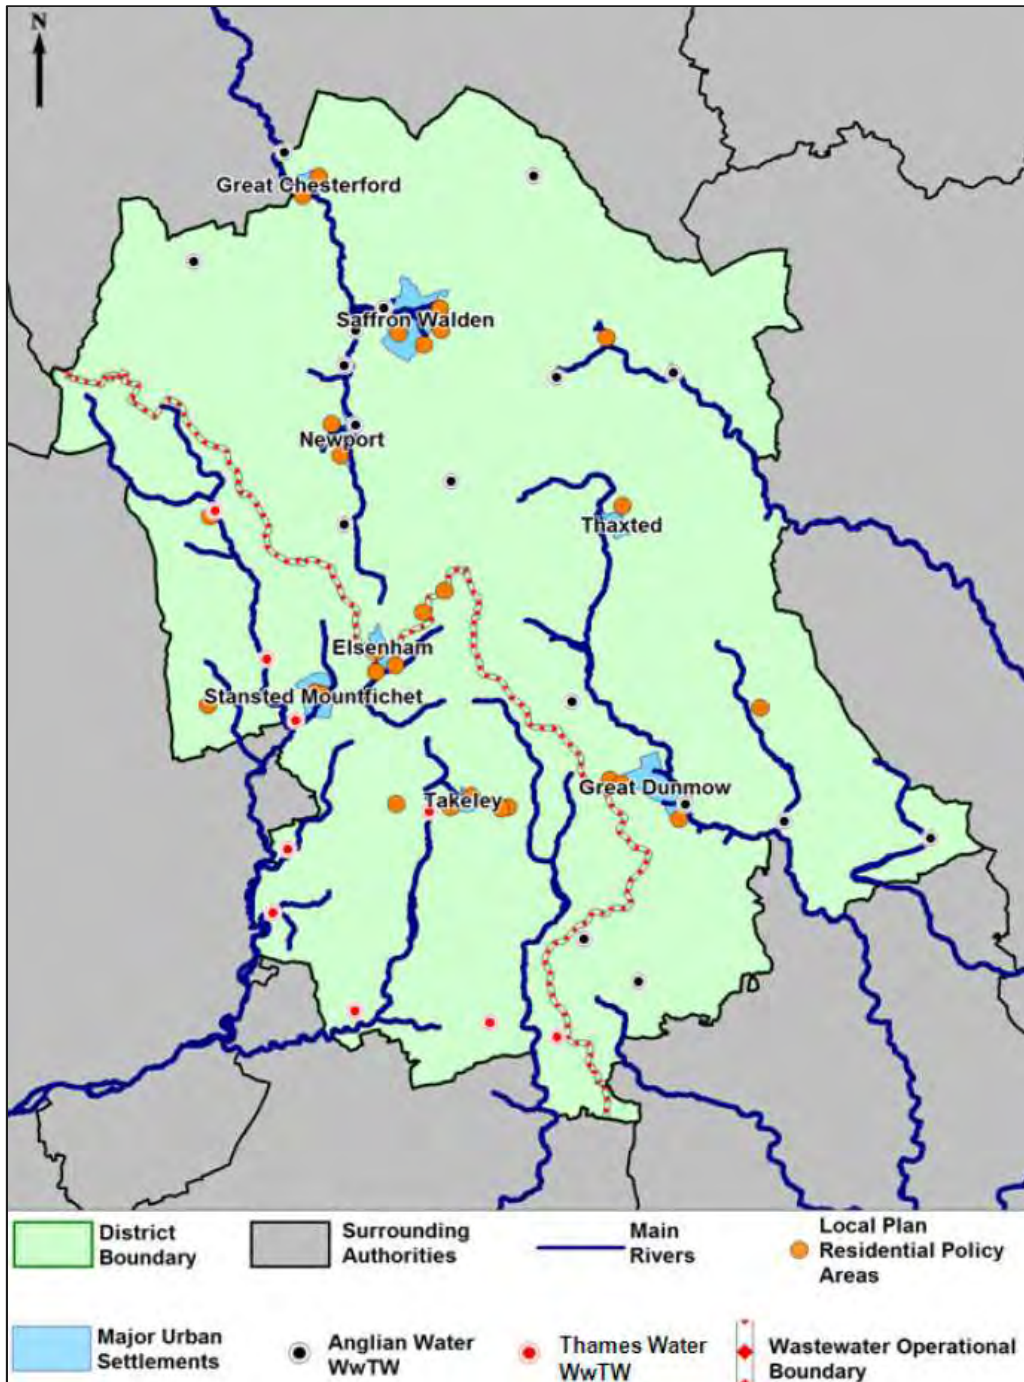 N
Great Chesterford
Saffron Walden
Newport
Thaxted
Elsenham
Stansted Mountfichet
Takeley
Great Dunmow
District
Boundary
Surrounding
Authorities
Main
Rivers
Local Plan
Residential Policy
Areas
Major Urban
Settlements
Anglian Water
WwTW
Thames Water
WwTW
Wastewater Operational
Boundary